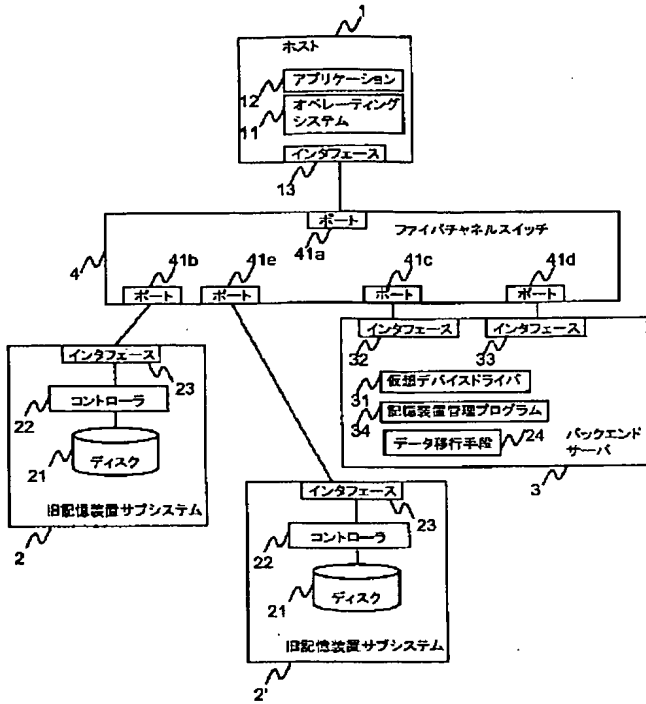 1
ホスト
アプリケーション
12
オペレーティング
システム
11
インタフェース
13
ポート
ファイバチャネルスイッチ
41a
4
41b
41e
41c
41d
ポート
ポート
ポート
ポート
インタフェース
インタフェース
32
33
インタフェース
23
仮想デバイスドライバ
31
コントローラ
22
記憶装置管理プログラム
34
データ移行手段
24
ディスク
21
バックエンド
サーバ
旧記憶装置サブシステム
3
2
インタフェース
23
コントローラ
22
ディスク
21
旧記憶装置サブシステム
2'